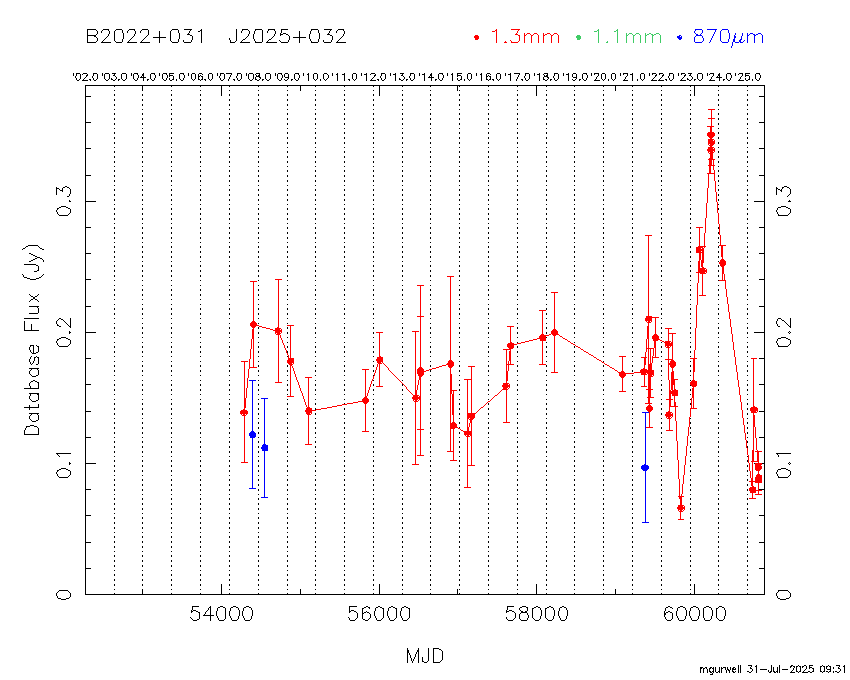 B2022+031 J2025+032 1.3mm 1.1mm 870μm
'02.0 '03.0 '04.0 '05.0 '06.0 '07.0 '08.0 '09.0 '10.0 '11.0 '12.0 '13.0 '14.0 '15.0 '16.0 '17.0 '18.0 '19.0 '20.0 '21.0 '22.0 '23.0 '24.0 '25.0
Database Flux (Jy)
0.3 0.3
0.2 0.2
0.1 0.1
0 0
54000 56000 58000 60000
MJD
mgurwell 31-Jul-2025 09:31